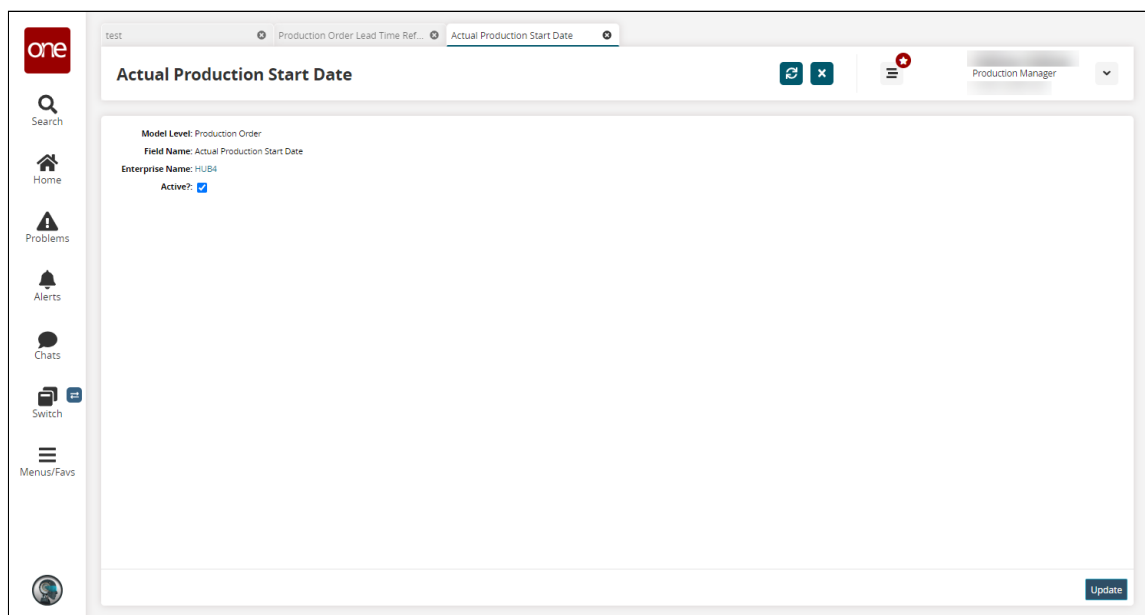 one
Search
Home
Problems
Alerts
Chats
Switch
Menus/Favs
test
Production Order Lead Time Ref...
Actual Production Start Date
Actual Production Start Date
Production Manager
Model Level: Production Order
Field Name: Actual Production Start Date
Enterprise Name: HUB4
Active?:
Update